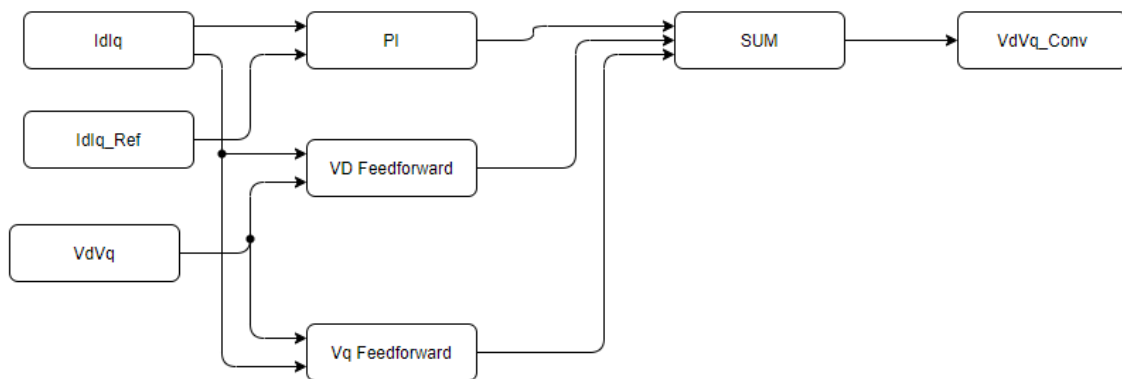 IdIq
PI
SUM
VdVq_Conv
IdIq_Ref
VD Feedforward
VdVq
Vq Feedforward